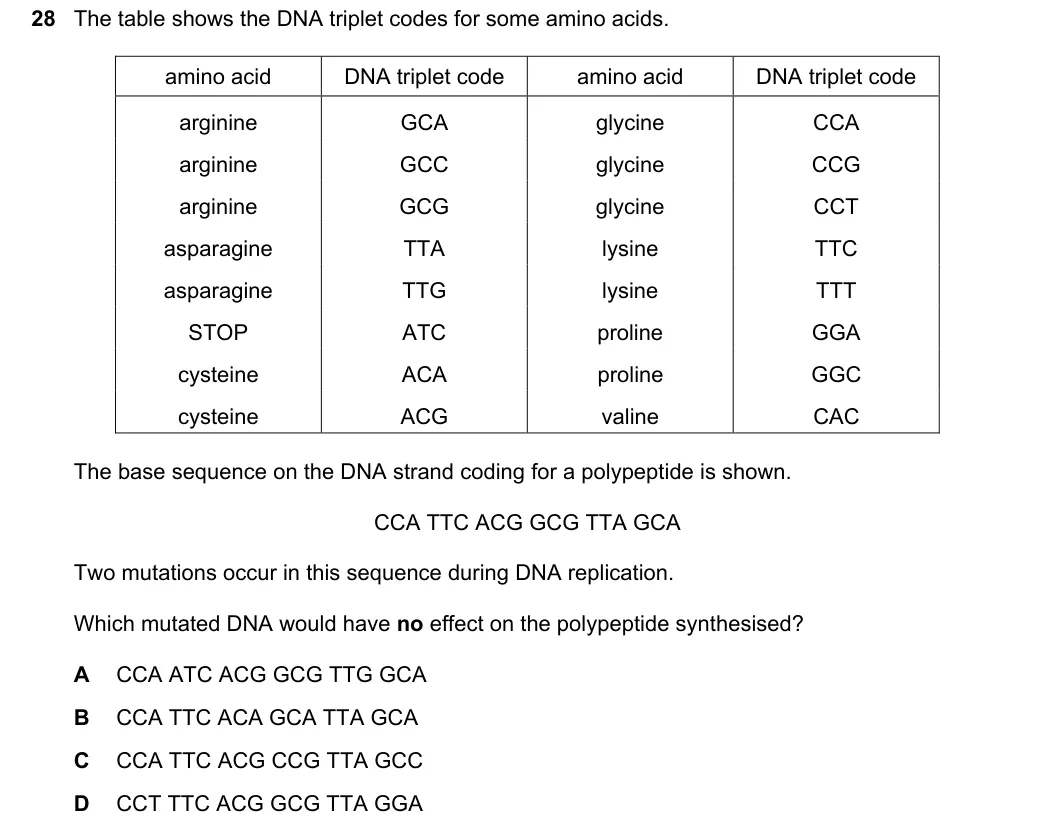 28 The table shows the DNA triplet codes for some amino acids.
amino acid DNA triplet code amino acid DNA triplet code
arginine GCA glycine CCA
arginine GCC glycine CCG
arginine GCG glycine CCT
asparagine TTA lysine TTC
asparagine TTG lysine TTT
STOP ATC proline GGA
cysteine ACA proline GGC
cysteine ACG valine CAC
The base sequence on the DNA strand coding for a polypeptide is shown.
CCA TTC ACG GCG TTA GCA
Two mutations occur in this sequence during DNA replication.
Which mutated DNA would have no effect on the polypeptide synthesised?
A CCA ATC ACG GCG TTG GCA
B CCA TTC ACA GCA TTA GCA
C CCA TTC ACG CCG TTA GCC
D CCT TTC ACG GCG TTA GGA